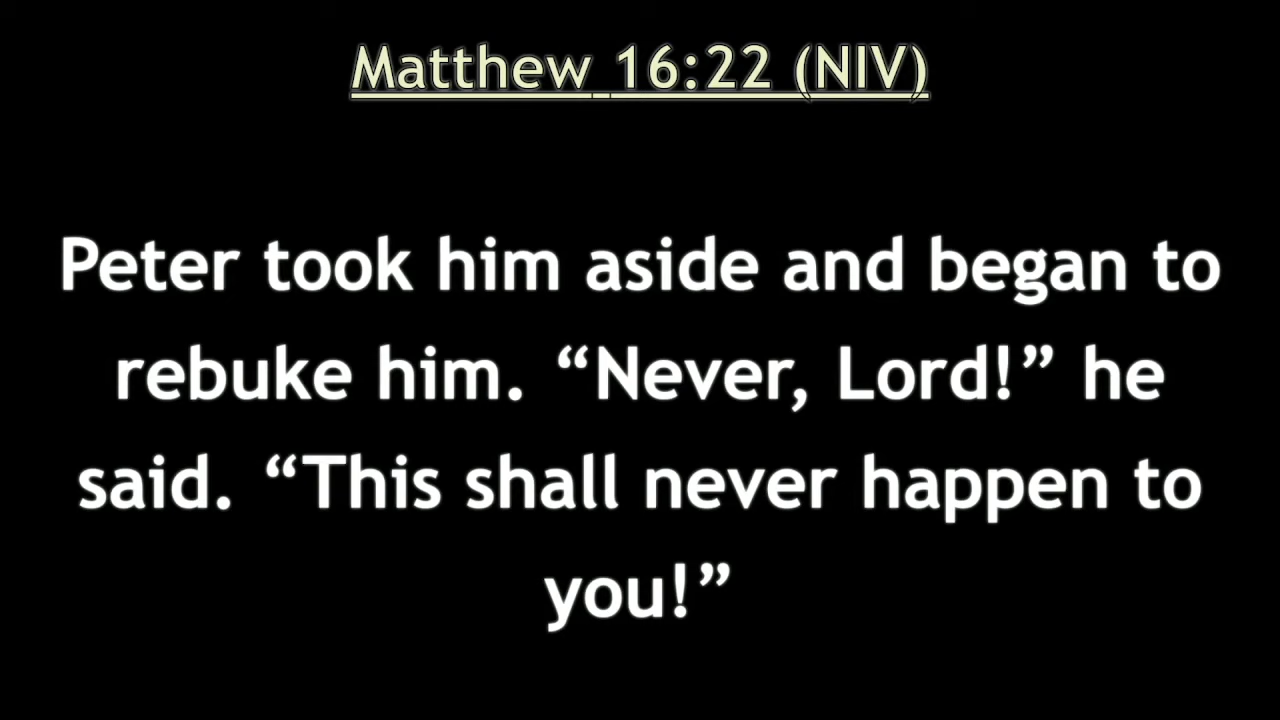 Matthew 16:22 (NIV)
Peter took him aside and began to
rebuke him. “Never, Lord!” he
said. “This shall never happen to
you!”